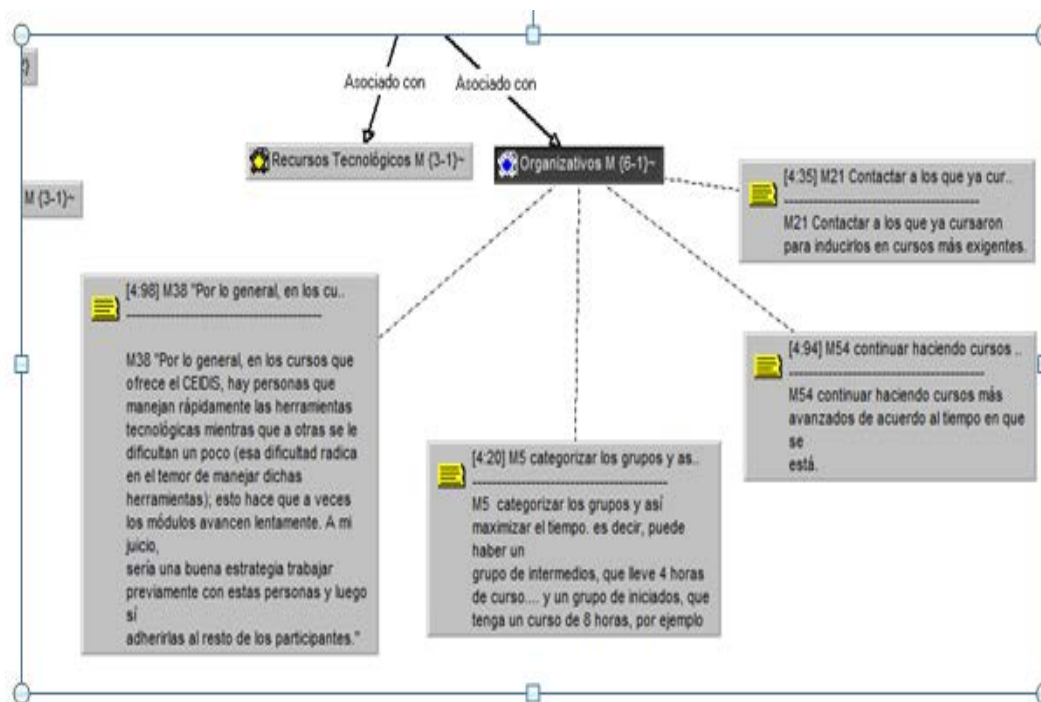 Asociado con
Asociado con
Recursos Tecnológicos M {3-1}~
Organizativos M {6-1}~
M {3-1}~
[4:35] M21 Contactar a los que ya cur..
M21 Contactar a los que ya cursaron
para inducirlos en cursos más exigentes.
[4:98] M38 "Por lo general, en los cu..
M38 "Por lo general, en los cursos que
ofrece el CEIDIS, hay personas que
manejan rápidamente las herramientas
tecnológicas mientras que a otras se le
dificultan un poco (esa dificultad radica
en el temor de manejar dichas
herramientas); esto hace que a veces
los módulos avancen lentamente. A mi
juicio,
sería una buena estrategia trabajar
previamente con estas personas y luego
sí
adherirlas al resto de los participantes."
[4:20] M5 categorizar los grupos y as..
M5 categorizar los grupos y así
maximizar el tiempo. es decir, puede
haber un
grupo de intermedios, que lleve 4 horas
de curso.... y un grupo de iniciados, que
tenga un curso de 8 horas, por ejemplo
[4:94] M54 continuar haciendo cursos ..
M54 continuar haciendo cursos más
avanzados de acuerdo al tiempo en que
se
está.